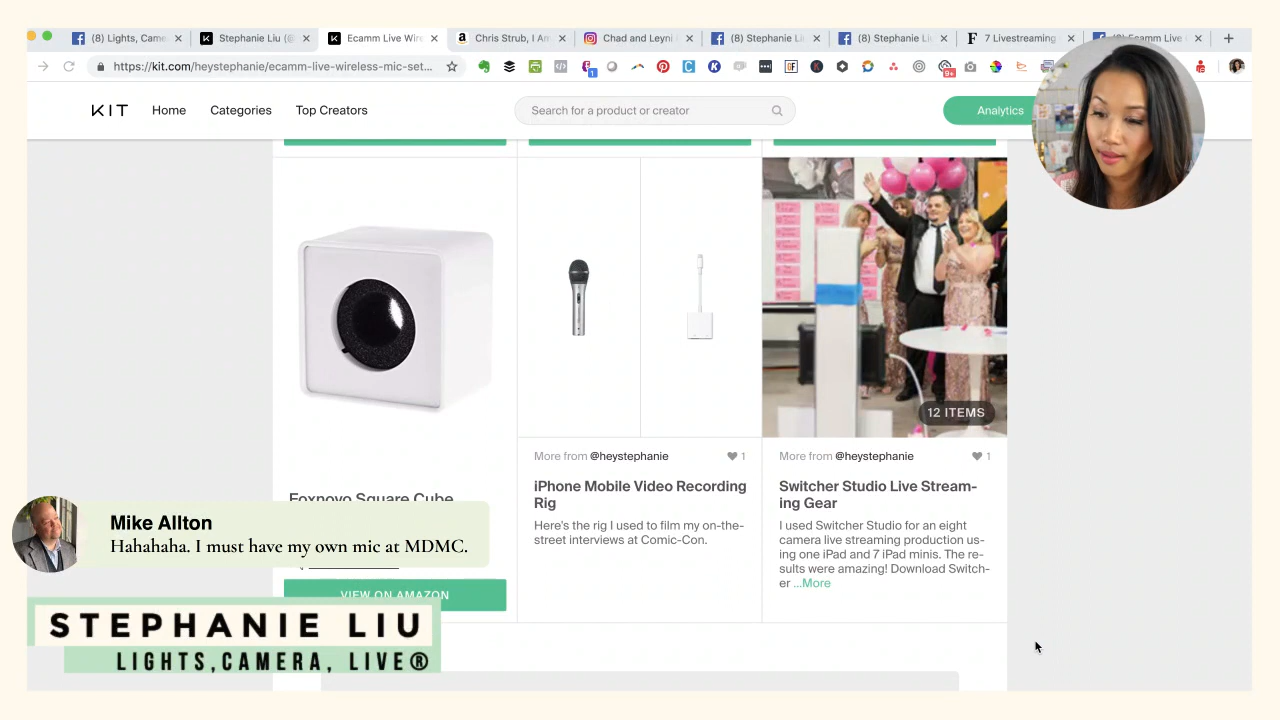 (8) Lights, Came
Stephanie Liu (@
Ecamm Live Wire
Chris Strub, I Am
Chad and Leyni
(8) Stephanie Li
(8) Stephanie Li
7 Livestreaming
Ecamm Live
https://kit.com/heystephanie/ecamm-live-wireless-mic-set...
1
9+
KIT
Home
Categories
Top Creators
Search for a product or creator
Analytics
12 ITEMS
More from @heystephanie
1
More from @heystephanie
1
iPhone Mobile Video Recording
Rig
Switcher Studio Live Stream-
ing Gear
Here's the rig I used to film my on-the-
street interviews at Comic-Con.
I used Switcher Studio for an eight
camera live streaming production us-
ing one iPad and 7 iPad minis. The re-
sults were amazing! Download Switch-
er ...More
Foxnovo Square Cube
Mike Allton
Hahahaha. I must have my own mic at MDMC.
VIEW ON AMAZON
STEPHANIE LIU
LIGHTS,CAMERA, LIVE®